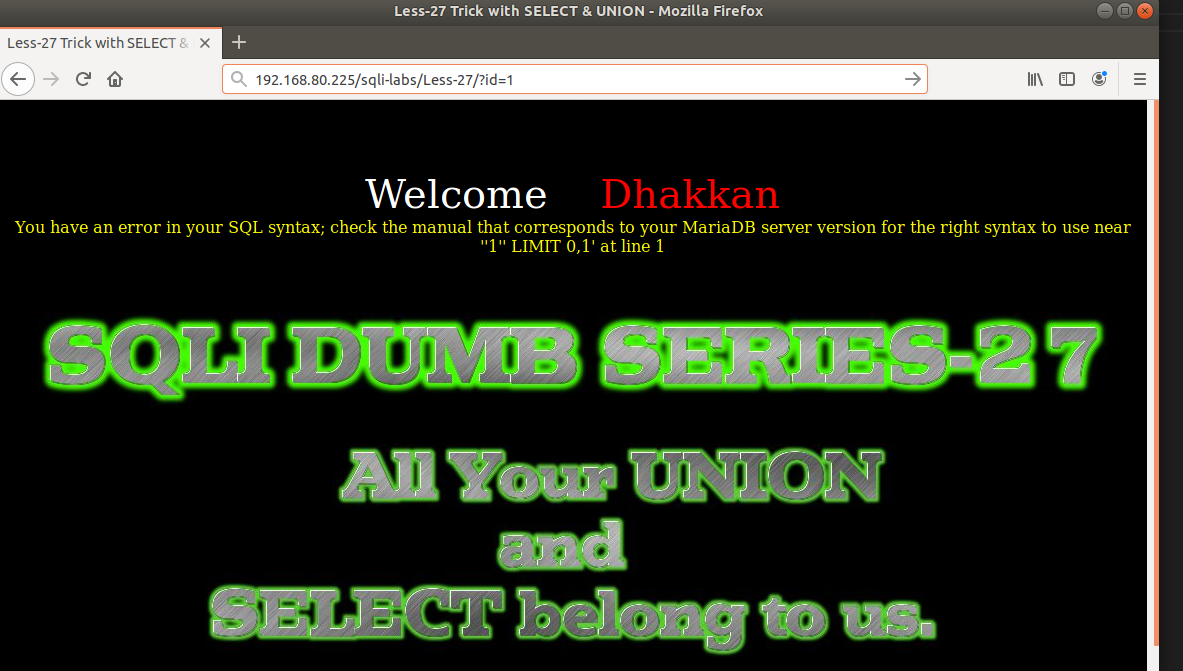 Less-27 Trick with SELECT & UNION - Mozilla Firefox
Less-27 Trick with SELECT &
192.168.80.225/sqli-labs/Less-27/?id=1
Welcome Dhakkan
You have an error in your SQL syntax; check the manual that corresponds to your MariaDB server version for the right syntax to use near
''1'' LIMIT 0,1' at line 1
SQLI DUMB SERIES-2 7
All Your UNION
and
SELECT belong to us.